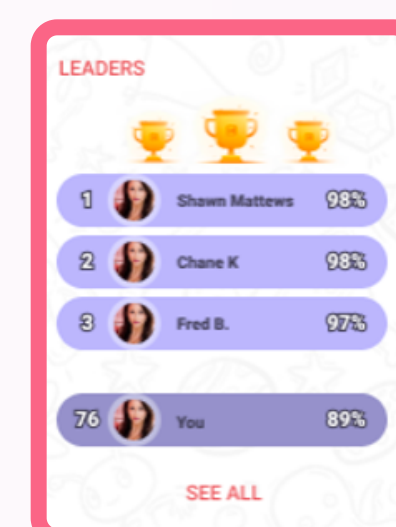 LEADERS
1 Shawn Mattews 98%
2 Chane K 98%
3 Fred B. 97%
76 You 89%
SEE ALL